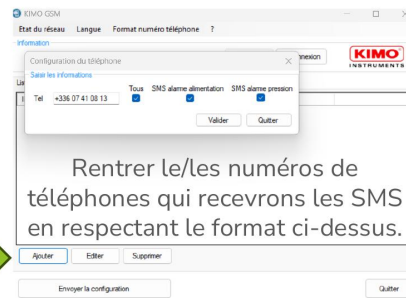 KIMO GSM
Etat du réseau Langue Format numéro téléphone ?
Information
nnexion
KIMO
INSTRUMENTS
Configuration du téléphone
Saisir les informations
Tous SMS alarme alimentation SMS alarme pression
Tel +336 07 41 08 13
Valider Quitter
Rentrer le/les numéros de
téléphones qui recevrons les SMS
en respectant le format ci-dessus.
Ajouter Editer Supprimer
Envoyer la configuration Quitter